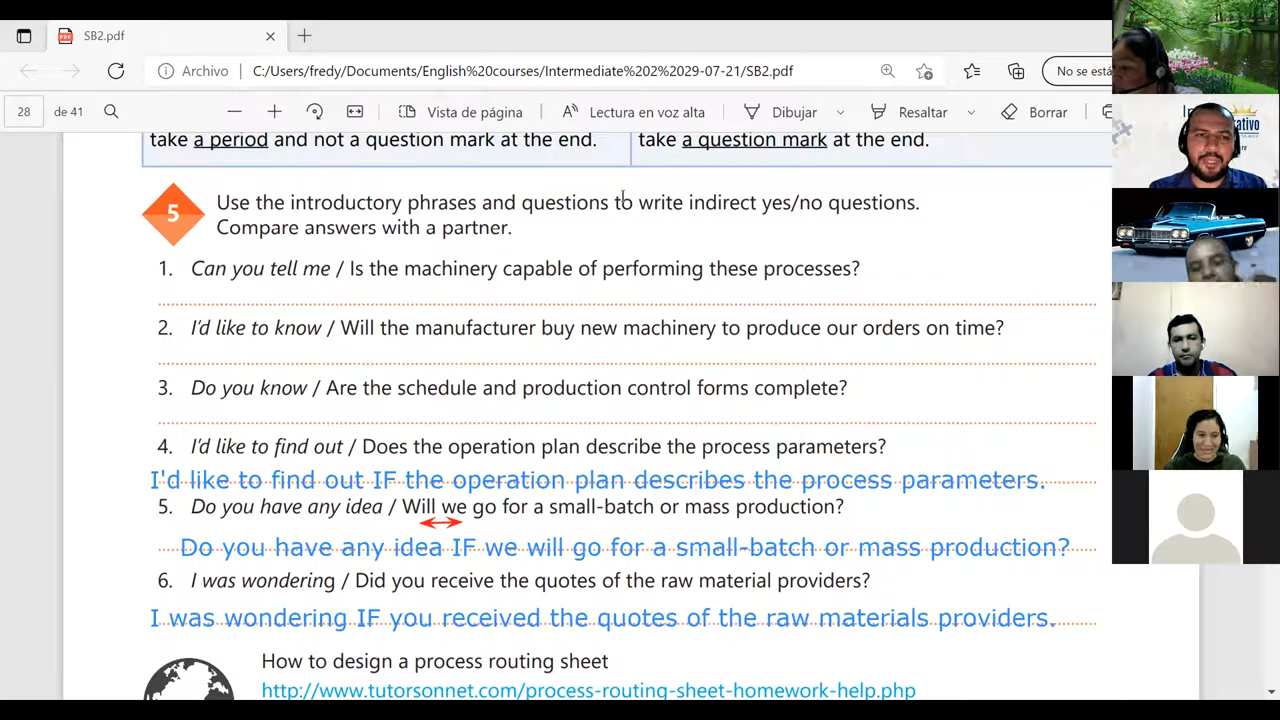 SB2.pdf
Archivo
C:/Users/fredy/Documents/English%20courses/Intermediate%202%29-07-21/SB2.pdf
No se está
28 de 41
Vista de página
Lectura en voz alta
Dibujar
Resaltar
Borrar
take a period and not a question mark at the end.
take a question mark at the end.
5
Use the introductory phrases and questions to write indirect yes/no questions.
Compare answers with a partner.
1. Can you tell me / Is the machinery capable of performing these processes?
2. I'd like to know / Will the manufacturer buy new machinery to produce our orders on time?
3. Do you know / Are the schedule and production control forms complete?
4. I'd like to find out / Does the operation plan describe the process parameters?
I'd like to find out IF the operation plan describes the process parameters.
5. Do you have any idea / Will we go for a small-batch or mass production?
Do you have any idea IF we will go for a small-batch or mass production?
6. I was wondering / Did you receive the quotes of the raw material providers?
I was wondering IF you received the quotes of the raw materials providers.
How to design a process routing sheet
http://www.tutorsonnet.com/process-routing-sheet-homework-help.php